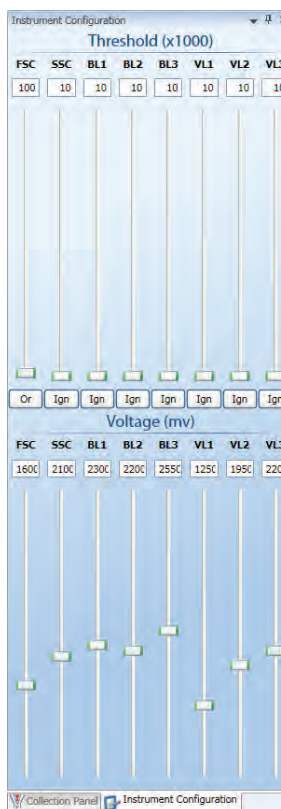 Instrument Configuration
Threshold (x1000)
FSC SSC BL1 BL2 BL3 VL1 VL2
100 10 10 10 10 10 10
Or Ign Ign Ign Ign Ign Ign
Voltage (mv)
FSC SSC BL1 BL2 BL3 VL1 VL2
1600 2100 2300 2200 2550 1250 1950
Collection Panel Instrument Configuration